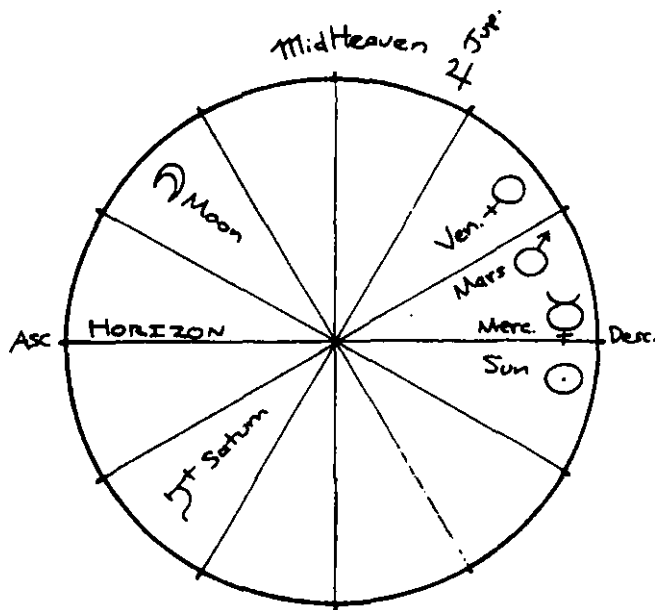 MidHeaven
♃ Jup.
Moon
Ven.
Mars
Asc
HORIZON
Merc.
Desc.
Sun
Saturn